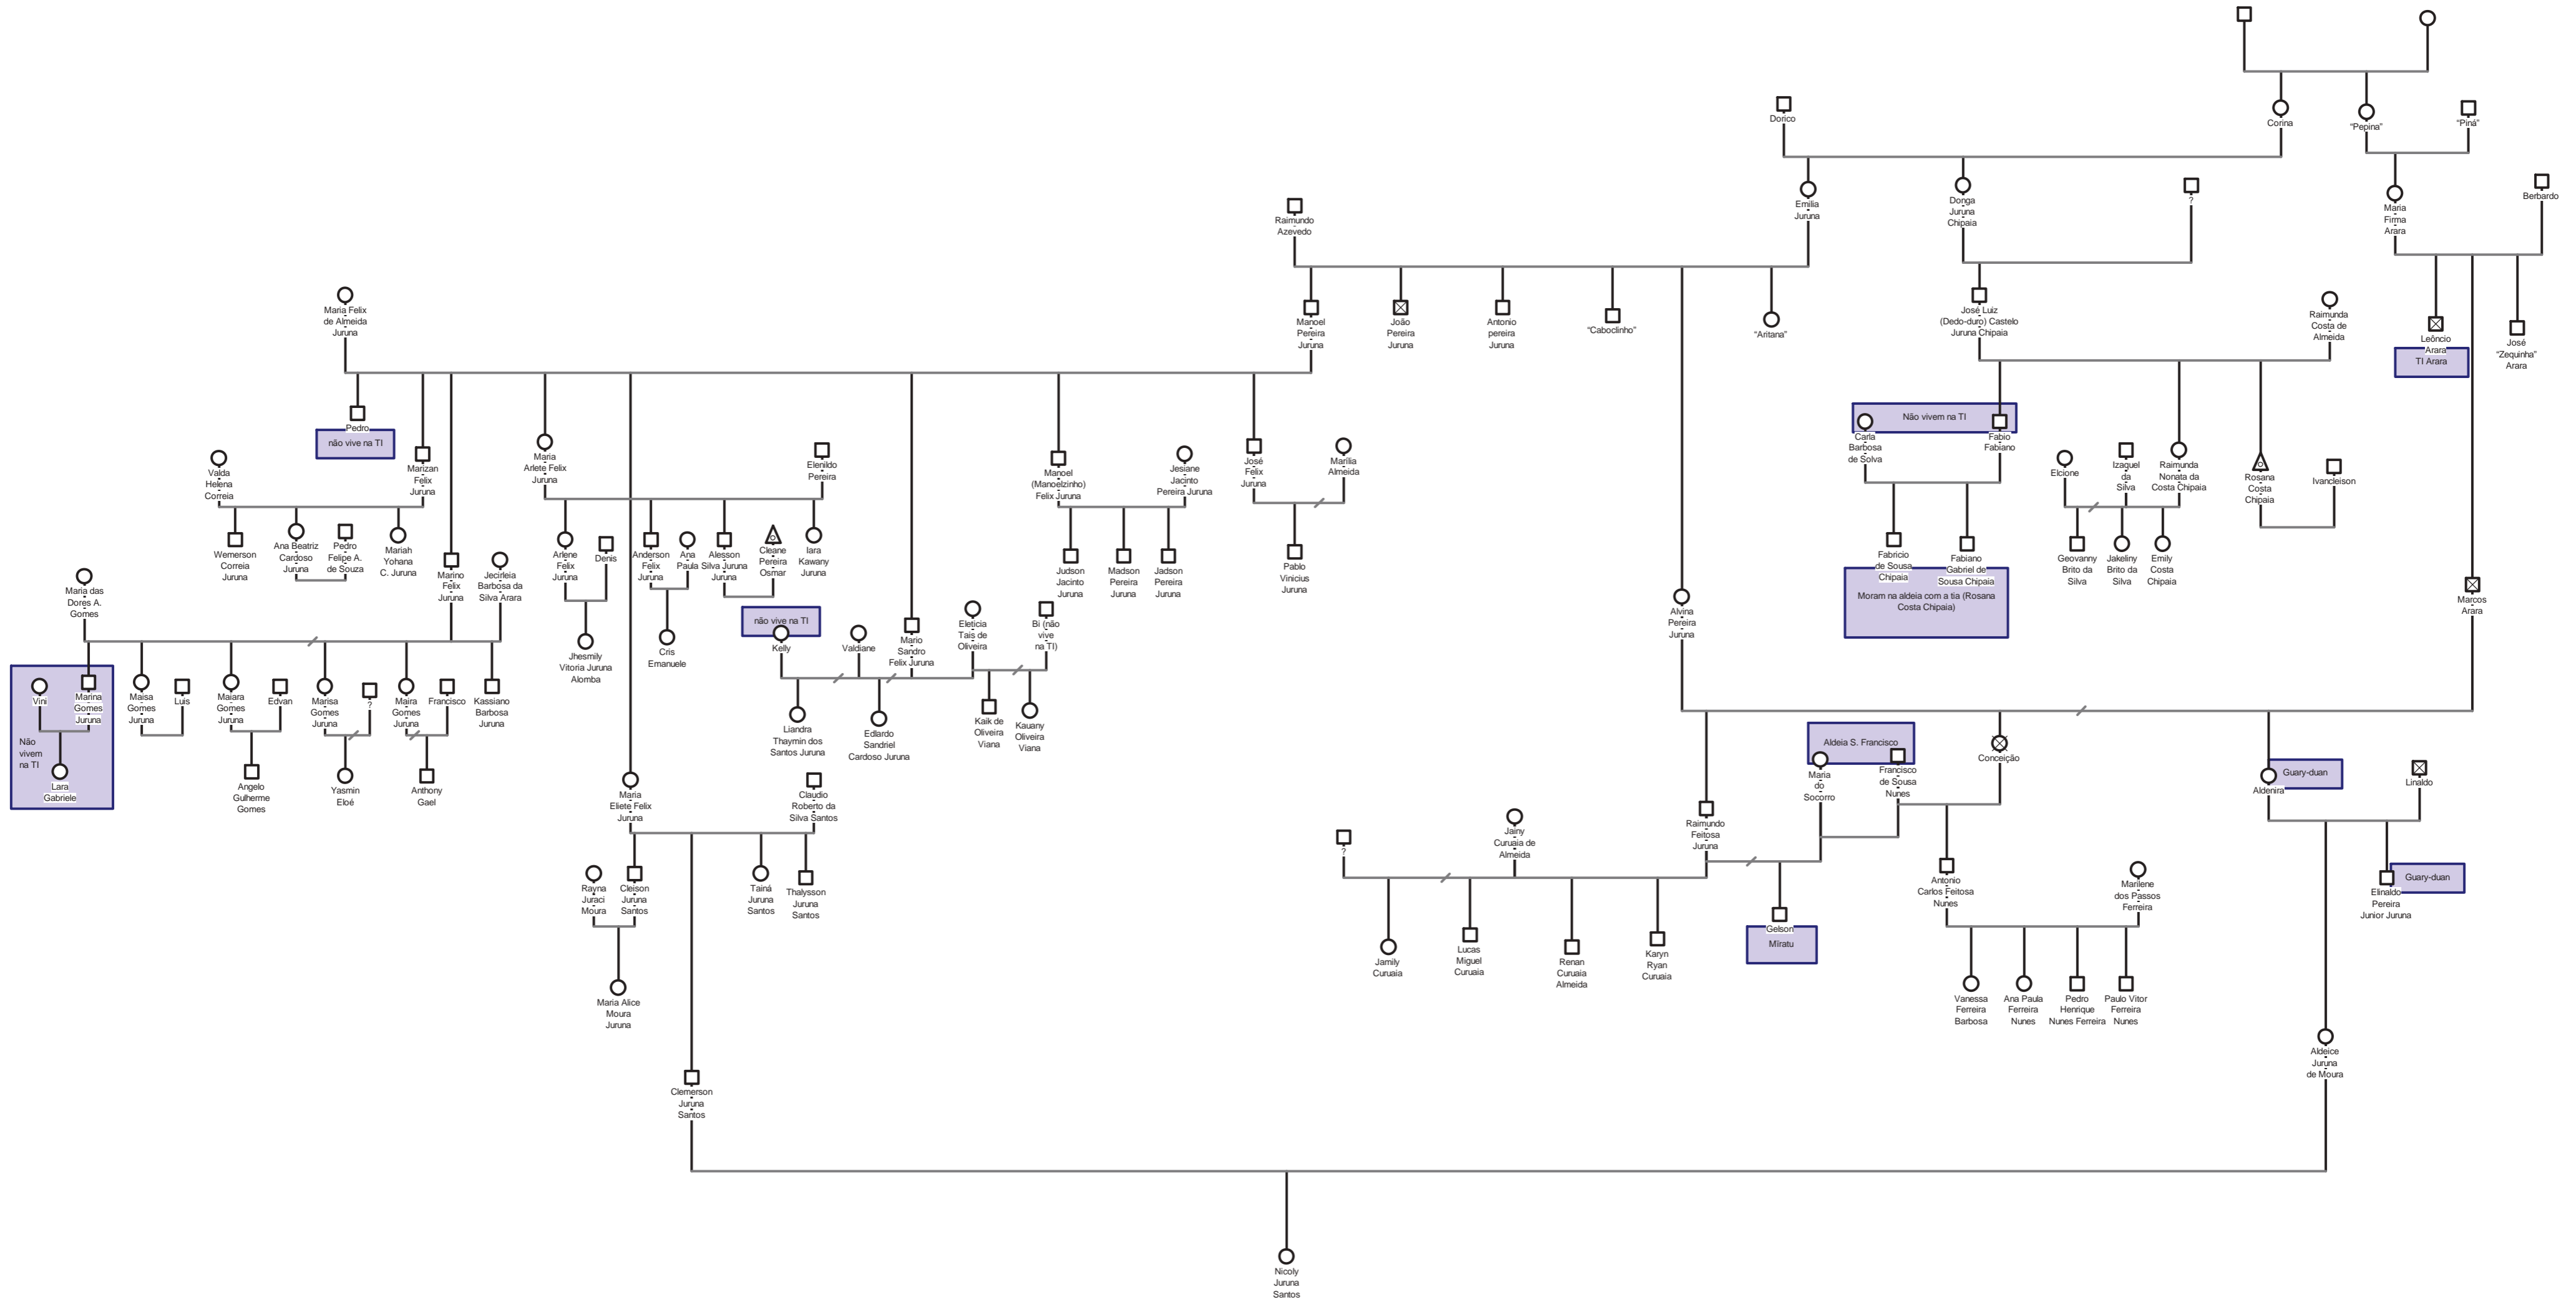 Dorico
Corina
“Pepina”
“Piná”
Raimundo
Azevedo
Emilia
Juruna
Donga
Juruna
Chipaia
?
Maria
Firma
Arara
Berbardo
Maria Felix
de Almeida
Juruna
Manoel
Pereira
Juruna
João
Pereira
Juruna
Antonio
pereira
Juruna
“Caboclinho”
“Aritana”
José Luiz
(Dedo-duro) Castelo
Juruna Chipaia
Raimunda
Costa de
Almeida
Leôncio
Arara
TI Arara
José
“Zequinha”
Arara
Pedro
não vive na TI
Valda
Helena
Correia
Marizan
Felix
Juruna
Maria
Arlete Felix
Juruna
Elenildo
Pereira
Manoel
(Manoelzinho)
Felix Juruna
Jesiane
Jacinto
Pereira Juruna
José
Felix
Juruna
Marília
Almeida
Não vivem na TI
Carla
Barbosa
de Solva
Fabio
Fabiano
Elcione
Izaquel
da
Silva
Raimunda
Nonata da
Costa Chipaia
Rosana
Costa
Chipaia
Ivancleison
Wemerson
Correia
Juruna
Ana Beatriz
Cardoso
Juruna
Pedro
Felipe A.
de Souza
Mariah
Yohana
C. Juruna
Marino
Felix
Juruna
Jecirleia
Barbosa da
Silva Arara
Arlene
Felix
Juruna
Denis
Anderson
Felix
Juruna
Ana
Paula
Alesson
Silva Juruna
Juruna
Cleane
Pereira
Osmar
Iara
Kawany
Juruna
Judson
Jacinto
Juruna
Madson
Pereira
Juruna
Jadson
Pereira
Juruna
Pablo
Vinicius
Juruna
Fabricio
de Sousa
Chipaia
Fabiano
Gabriel de
Sousa Chipaia
Moram na aldeia com a tia (Rosana
Costa Chipaia)
Geovanny
Brito da
Silva
Jakeliny
Brito da
Silva
Emily
Costa
Chipaia
Marcos
Arara
Maria das
Dores A.
Gomes
Alvina
Pereira
Juruna
Jhesmily
Vitoria Juruna
Alomba
Cris
Emanuele
não vive na TI
Kelly
Valdiane
Mario
Sandro
Felix Juruna
Eleticia
Tais de
Oliveira
Bi (não
vive
na TI)
Vini
Marina
Gomes
Juruna
Não
vivem
na TI
Lara
Gabriele
Maisa
Gomes
Juruna
Luis
Maiara
Gomes
Juruna
Edvan
Marisa
Gomes
Juruna
?
Maira
Gomes
Juruna
Francisco
Kassiano
Barbosa
Juruna
Angelo
Gulherme
Gomes
Yasmin
Eloé
Anthony
Gael
Liandra
Thaymin dos
Santos Juruna
Edlardo
Sandriel
Cardoso Juruna
Kaik de
Oliveira
Viana
Kauany
Oliveira
Viana
Aldeia S. Francisco
Maria
do
Socorro
Francisco
de Sousa
Nunes
Conceição
Guary-duan
Aldenira
Linaldo
Maria
Eliete Felix
Juruna
Claudio
Roberto da
Silva Santos
?
Jainy
Curuaia de
Almeida
Raimundo
Feitosa
Juruna
Rayna
Juraci
Moura
Cleison
Juruna
Santos
Tainá
Juruna
Santos
Thalysson
Juruna
Santos
Antonio
Carlos Feitosa
Nunes
Marilene
dos Passos
Ferreira
Guary-duan
Elinaldo
Pereira
Junior Juruna
Jamily
Curuaia
Lucas
Miguel
Curuaia
Renan
Curuaia
Almeida
Karyn
Ryan
Curuaia
Gelson
Mïratu
Maria Alice
Moura
Juruna
Vanessa
Ferreira
Barbosa
Ana Paula
Ferreira
Nunes
Pedro
Henrique
Nunes Ferreira
Paulo Vitor
Ferreira
Nunes
Aldeice
Juruna
de Moura
Clemerson
Juruna
Santos
Nicoly
Juruna
Santos